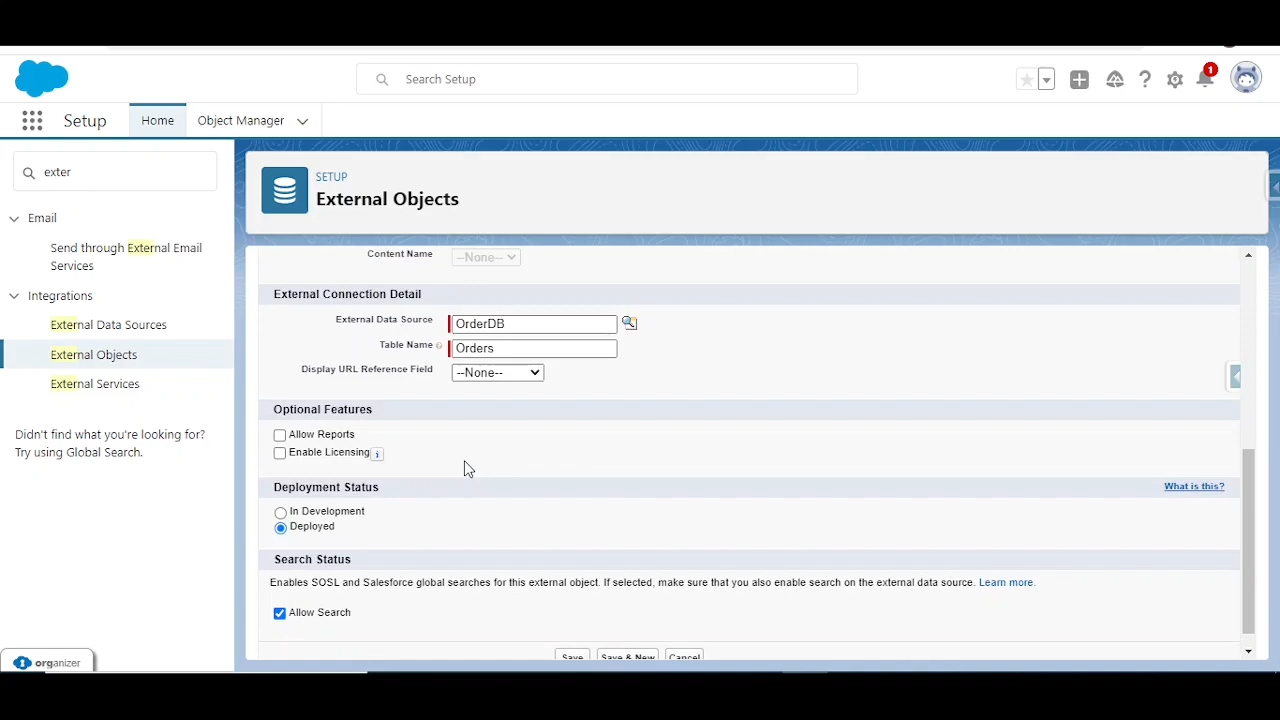 Search Setup
1
Setup
Home
Object Manager
exter
Email
Send through External Email
Services
Integrations
External Data Sources
External Objects
External Services
Didn't find what you're looking for?
Try using Global Search.
organizer
SETUP
External Objects
Content Name
--None--
External Connection Detail
External Data Source
OrderDB
Table Name
Orders
Display URL Reference Field
--None--
Optional Features
Allow Reports
Enable Licensing
i
Deployment Status
What is this?
In Development
Deployed
Search Status
Enables SOSL and Salesforce global searches for this external object. If selected, make sure that you also enable search on the external data source. Learn more.
Allow Search
Save
Save & New
Cancel